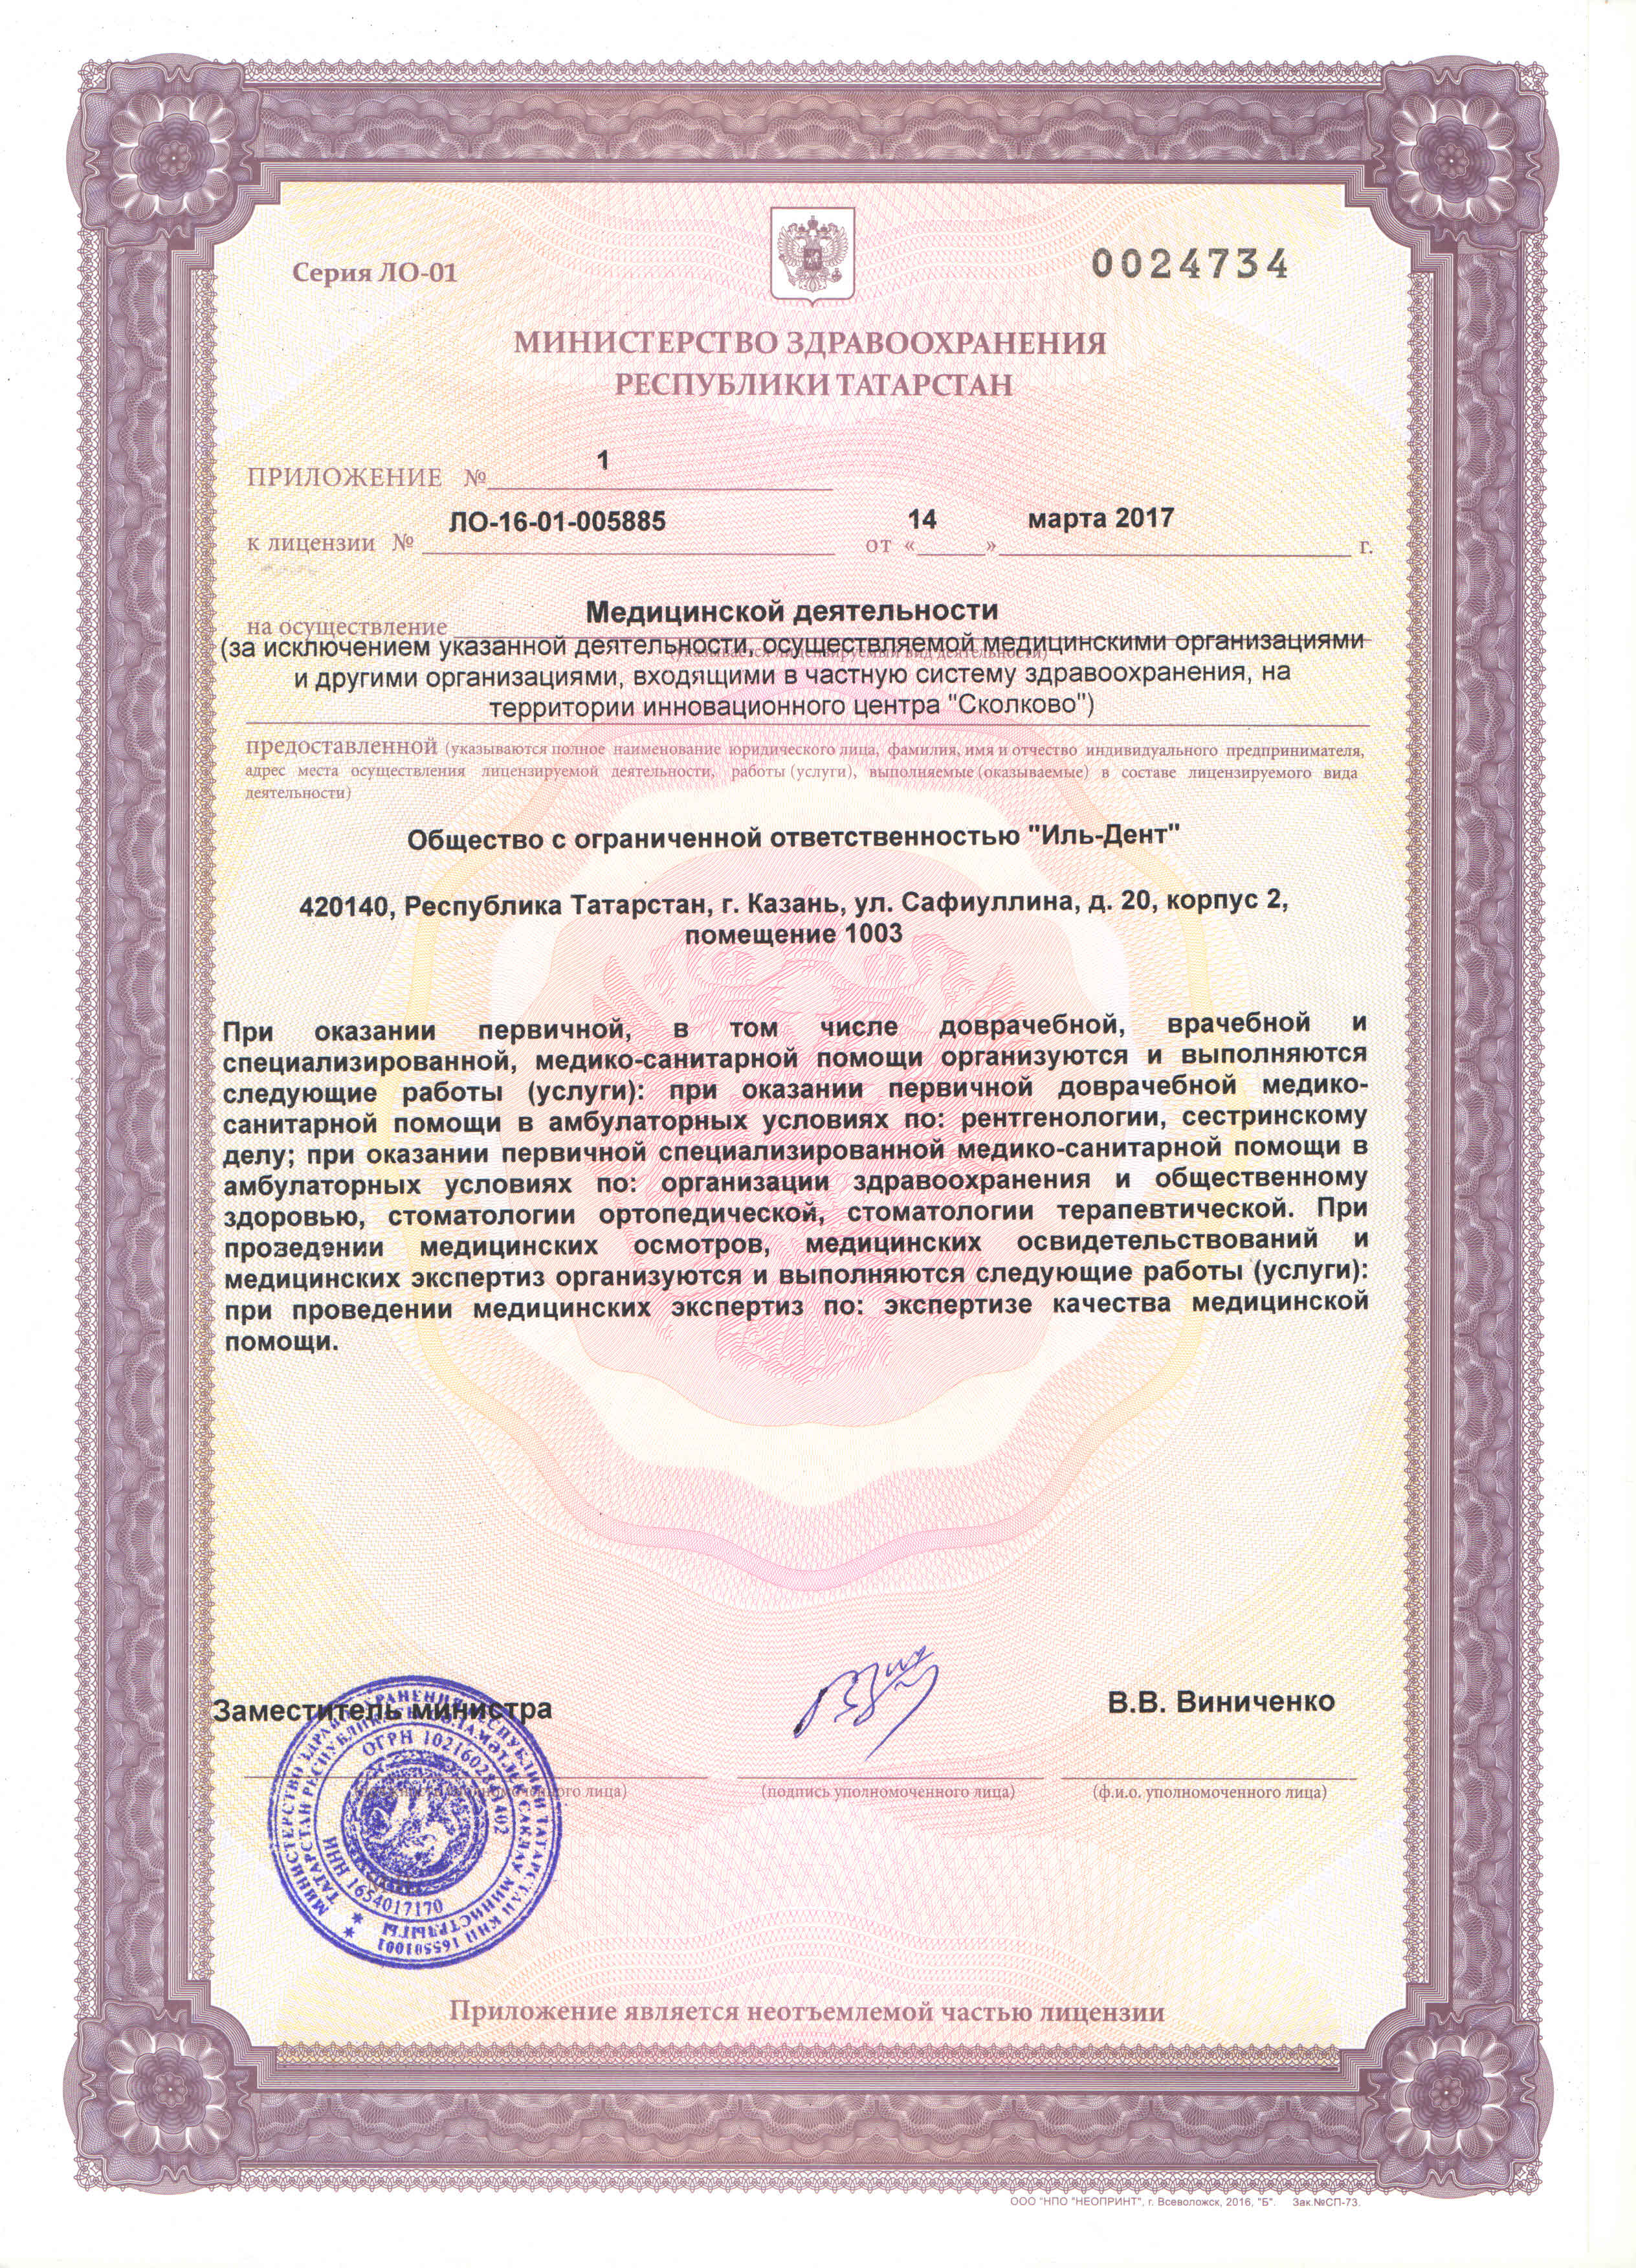 Серия ЛО-01
0024734
МИНИСТЕРСТВО ЗДРАВООХРАНЕНИЯ
РЕСПУБЛИКИ ТАТАРСТАН
ПРИЛОЖЕНИЕ № 1
к лицензии № ЛО-16-01-005885 от « 14 » марта 2017 г.
на осуществление Медицинской деятельности
(за исключением указанной деятельности, осуществляемой медицинскими организациями
(указывается лицензируемый вид деятельности)
и другими организациями, входящими в частную систему здравоохранения, на
территории инновационного центра "Сколково")
предоставленной (указываются полное наименование юридического лица, фамилия, имя и отчество индивидуального предпринимателя,
адрес места осуществления лицензируемой деятельности, работы (услуги), выполняемые (оказываемые) в составе лицензируемого вида
деятельности)
Общество с ограниченной ответственностью "Иль-Дент"
420140, Республика Татарстан, г. Казань, ул. Сафиуллина, д. 20, корпус 2,
помещение 1003
При оказании первичной, в том числе доврачебной, врачебной и
специализированной, медико-санитарной помощи организуются и выполняются
следующие работы (услуги): при оказании первичной доврачебной медико-
санитарной помощи в амбулаторных условиях по: рентгенологии, сестринскому
делу; при оказании первичной специализированной медико-санитарной помощи в
амбулаторных условиях по: организации здравоохранения и общественному
здоровью, стоматологии ортопедической, стоматологии терапевтической. При
проведении медицинских осмотров, медицинских освидетельствований и
медицинских экспертиз организуются и выполняются следующие работы (услуги):
при проведении медицинских экспертиз по: экспертизе качества медицинской
помощи.
Заместитель министра
В.В. Виниченко
лица)
(подпись уполномоченного лица)
(ф.и.о. уполномоченного лица)
МИНИСТЕРСТВО ЗДРАВООХРАНЕНИЯ РЕСПУБЛИКИ ТАТАРСТАН КПП 165501001
ТАТАРСТАН РЕСПУБЛИКАСЫ СӘЛАМӘТЛЕК САКЛАУ МИНИСТРЛЫГЫ
ОГРН
ИНН 1654017170
Приложение является неотъемлемой частью лицензии
ООО "НПО "НЕОПРИНТ", г. Всеволожск, 2016, "Б". Зак.№СП-73.